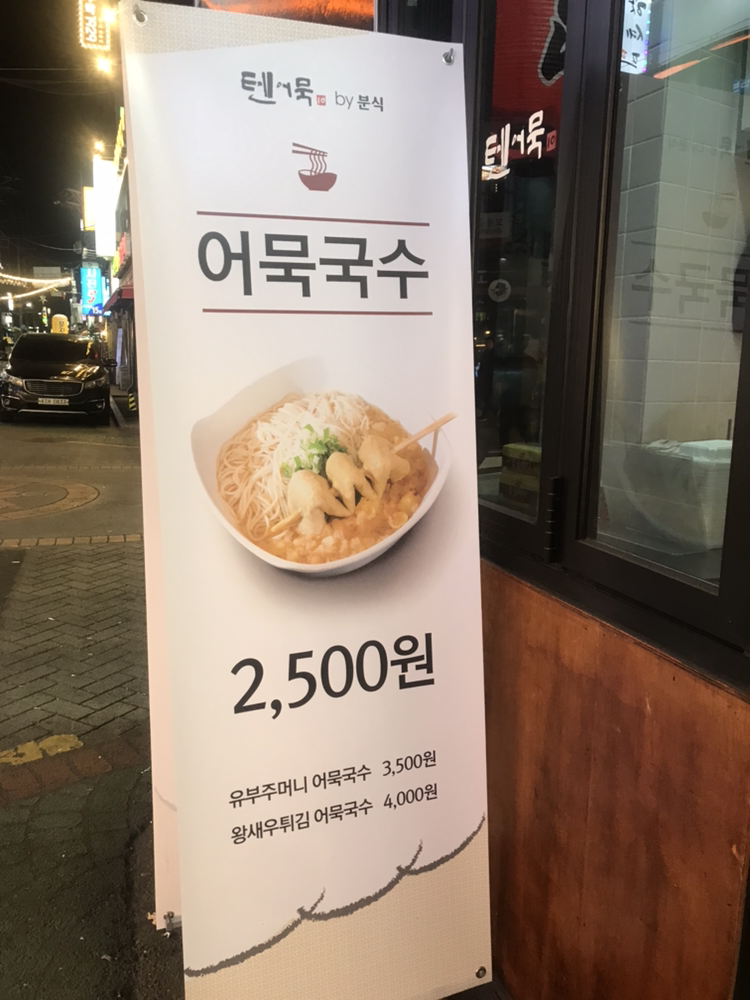 텐어묵 by 분식
어묵국수
2,500원
유부주머니 어묵국수 3,500원
왕새우튀김 어묵국수 4,000원
텐어묵